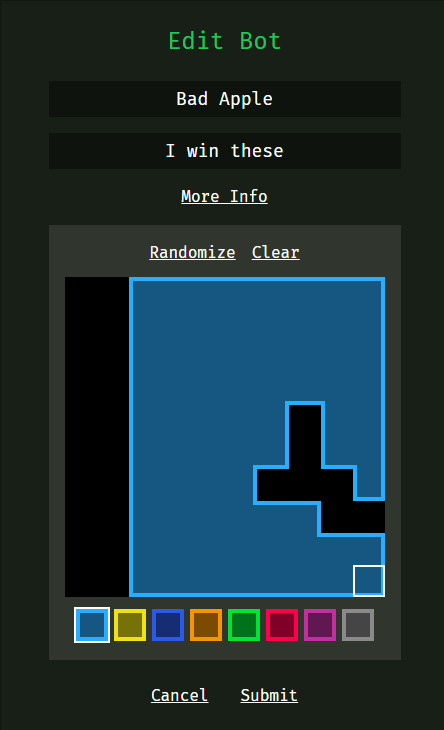 Edit Bot
Bad Apple
I win these
More Info
Randomize Clear
Cancel Submit